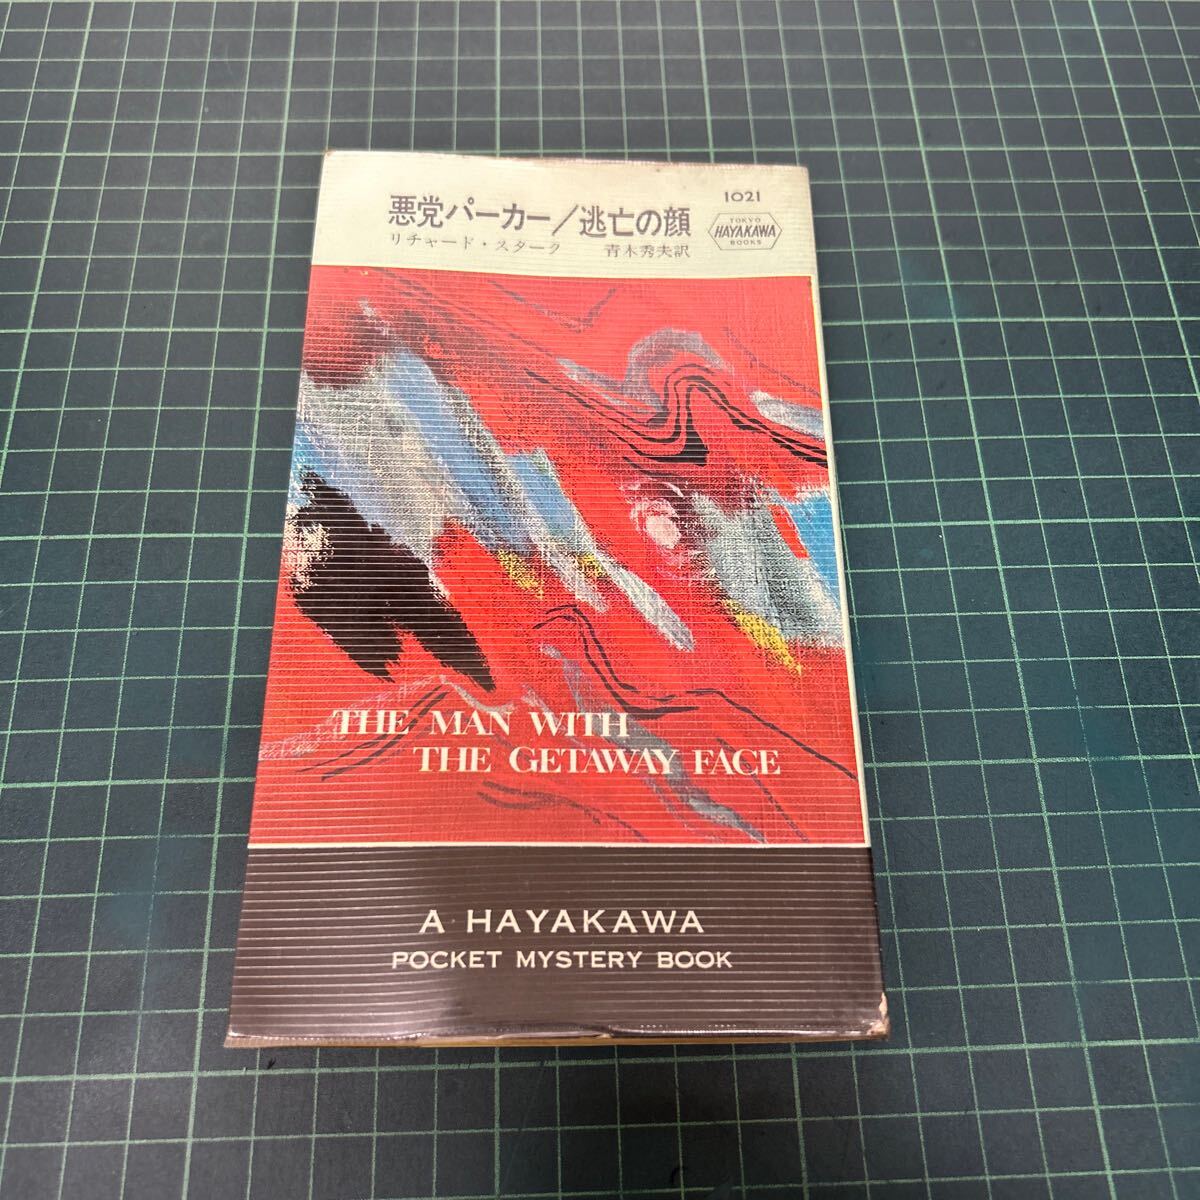 悪党パーカー/逃亡の顔
リチャード・スターク 青木秀夫訳
1021
TOKYO
HAYAKAWA
BOOKS
THE MAN WITH
THE GETAWAY FACE
A HAYAKAWA
POCKET MYSTERY BOOK